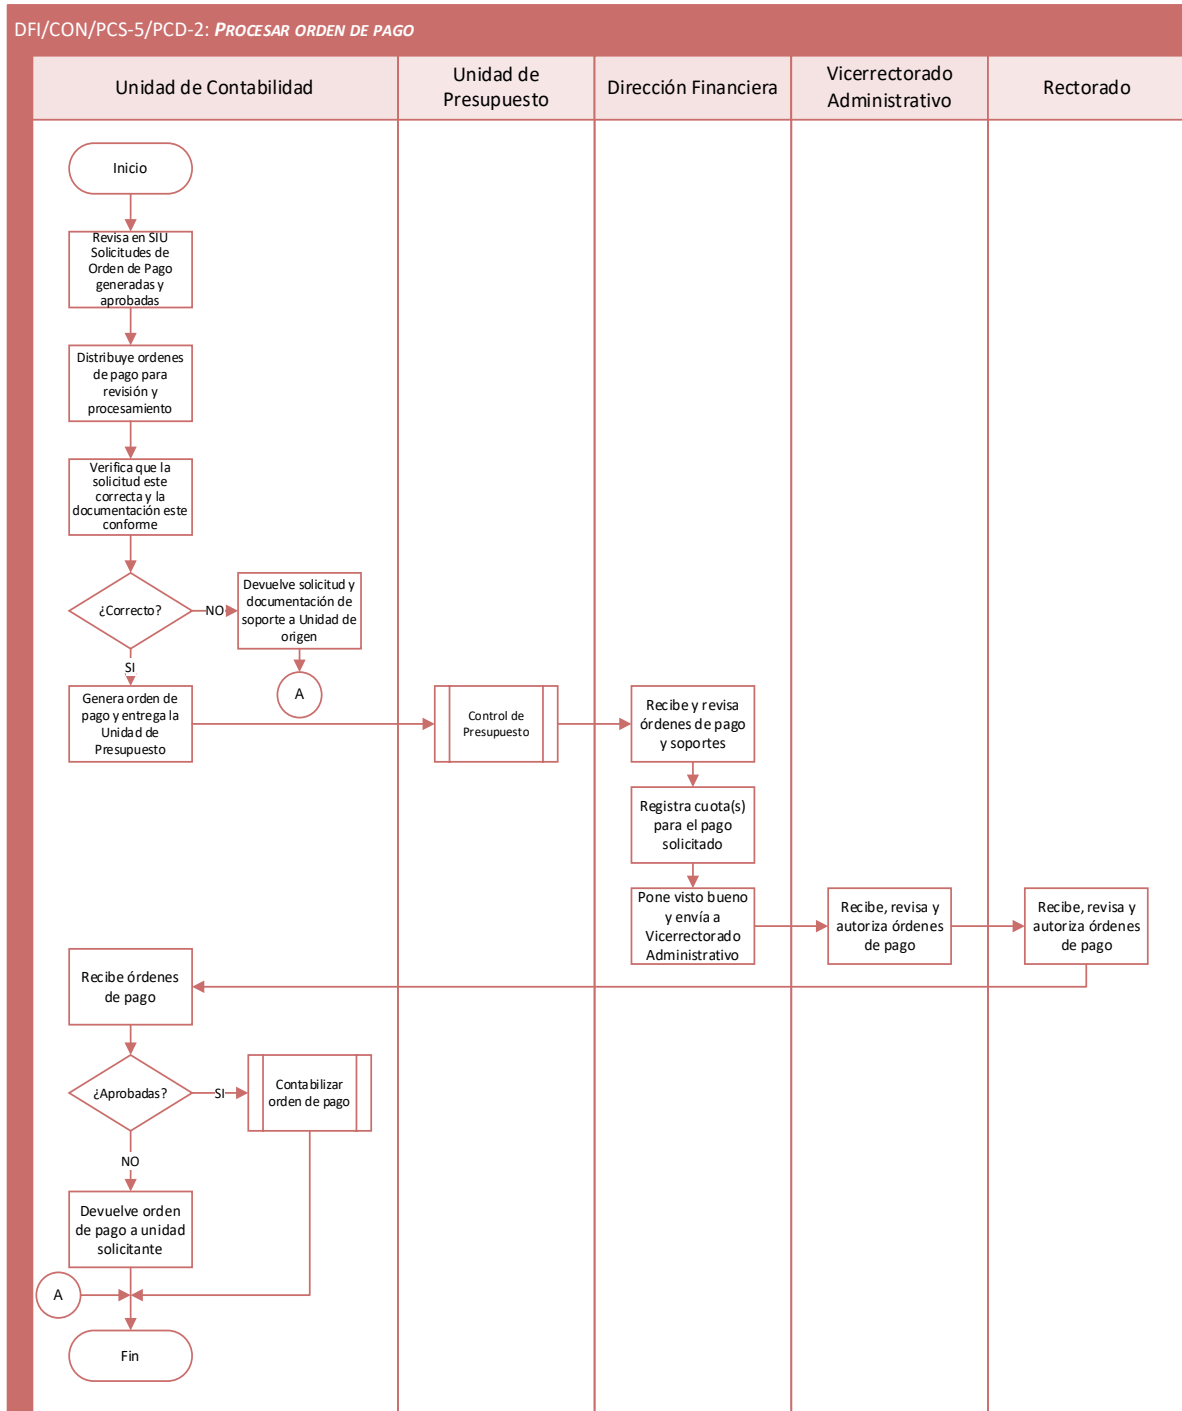 DFI/CON/PCS-5/PCD-2: PROCESAR ORDEN DE PAGO
Unidad de Contabilidad
Unidad de
Presupuesto
Dirección Financiera
Vicerrectorado
Administrativo
Rectorado
Inicio
Revisa en SIU
Solicitudes de
Orden de Pago
generadas y
aprobadas
Distribuye ordenes
de pago para
revisión y
procesamiento
Verifica que la
solicitud este
correcta y la
documentación este
conforme
¿Correcto?
NO
Devuelve solicitud y
documentación de
soporte a Unidad de
origen
SI
A
Genera orden de
pago y entrega la
Unidad de
Presupuesto
Control de
Presupuesto
Recibe y revisa
órdenes de pago
y soportes
Registra cuota(s)
para el pago
solicitado
Pone visto bueno
y envía a
Vicerrectorado
Administrativo
Recibe, revisa y
autoriza órdenes
de pago
Recibe, revisa y
autoriza órdenes
de pago
Recibe órdenes
de pago
¿Aprobadas?
SI
Contabilizar
orden de pago
NO
Devuelve orden
de pago a unidad
solicitante
A
Fin